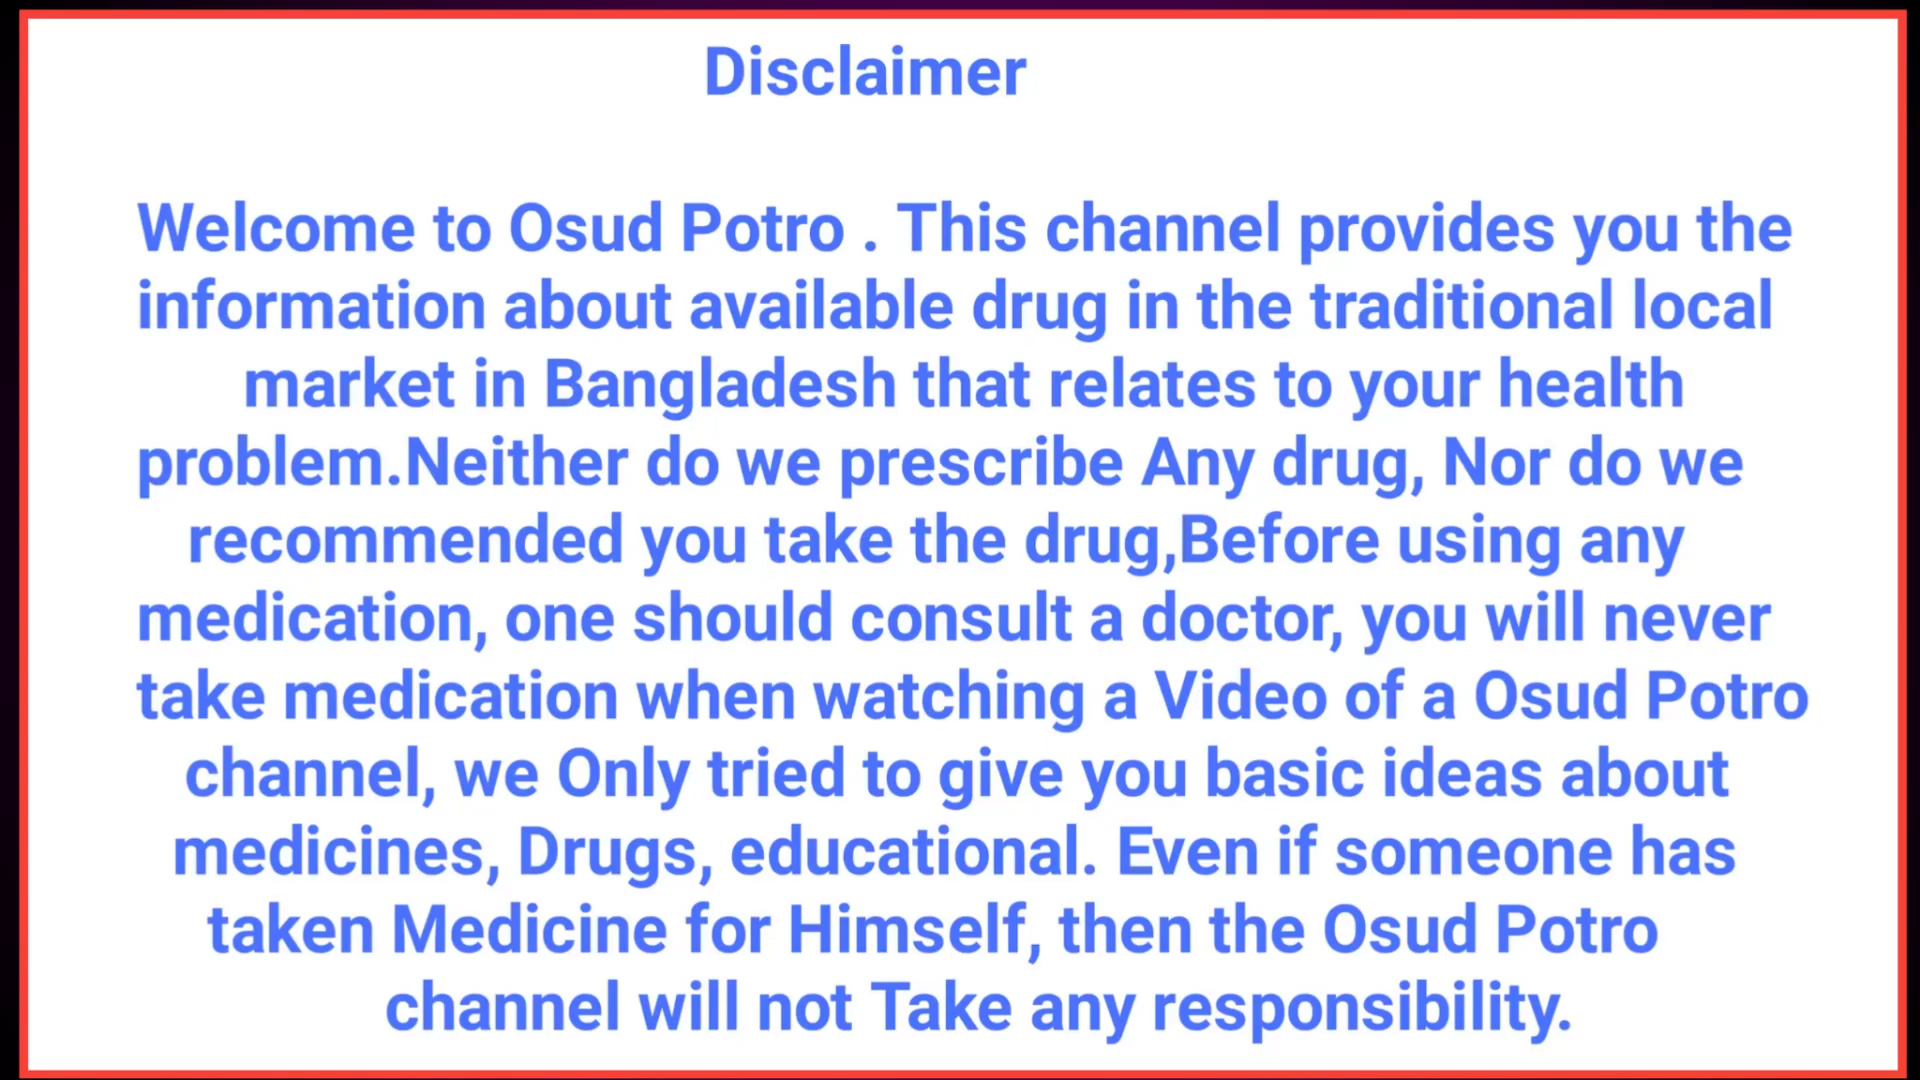 Disclaimer
Welcome to Osud Potro . This channel provides you the
information about available drug in the traditional local
market in Bangladesh that relates to your health
problem.Neither do we prescribe Any drug, Nor do we
recommended you take the drug,Before using any
medication, one should consult a doctor, you will never
take medication when watching a Video of a Osud Potro
channel, we Only tried to give you basic ideas about
medicines, Drugs, educational. Even if someone has
taken Medicine for Himself, then the Osud Potro
channel will not Take any responsibility.